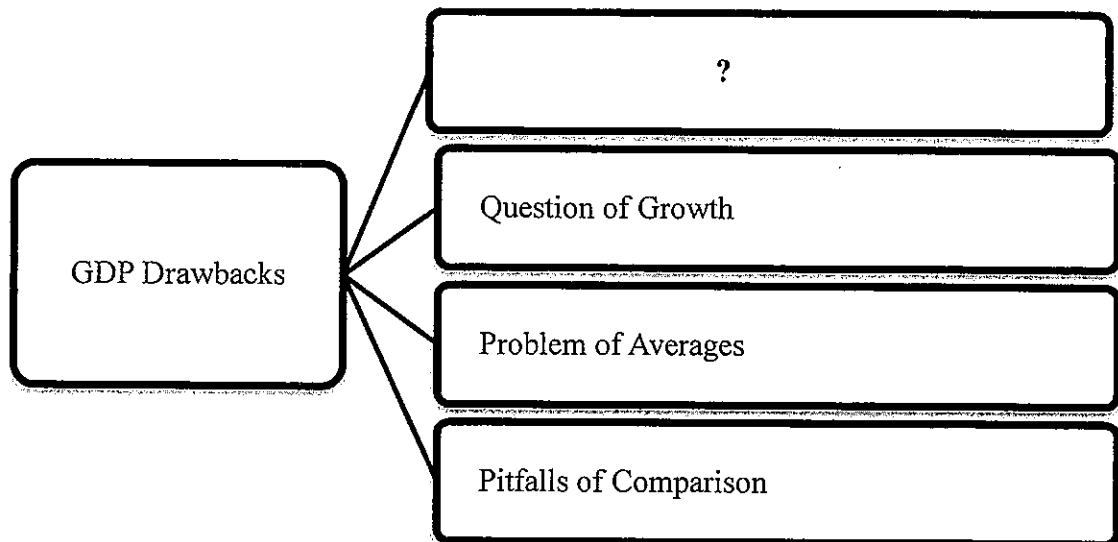 ?
Question of Growth
GDP Drawbacks
Problem of Averages
Pitfalls of Comparison